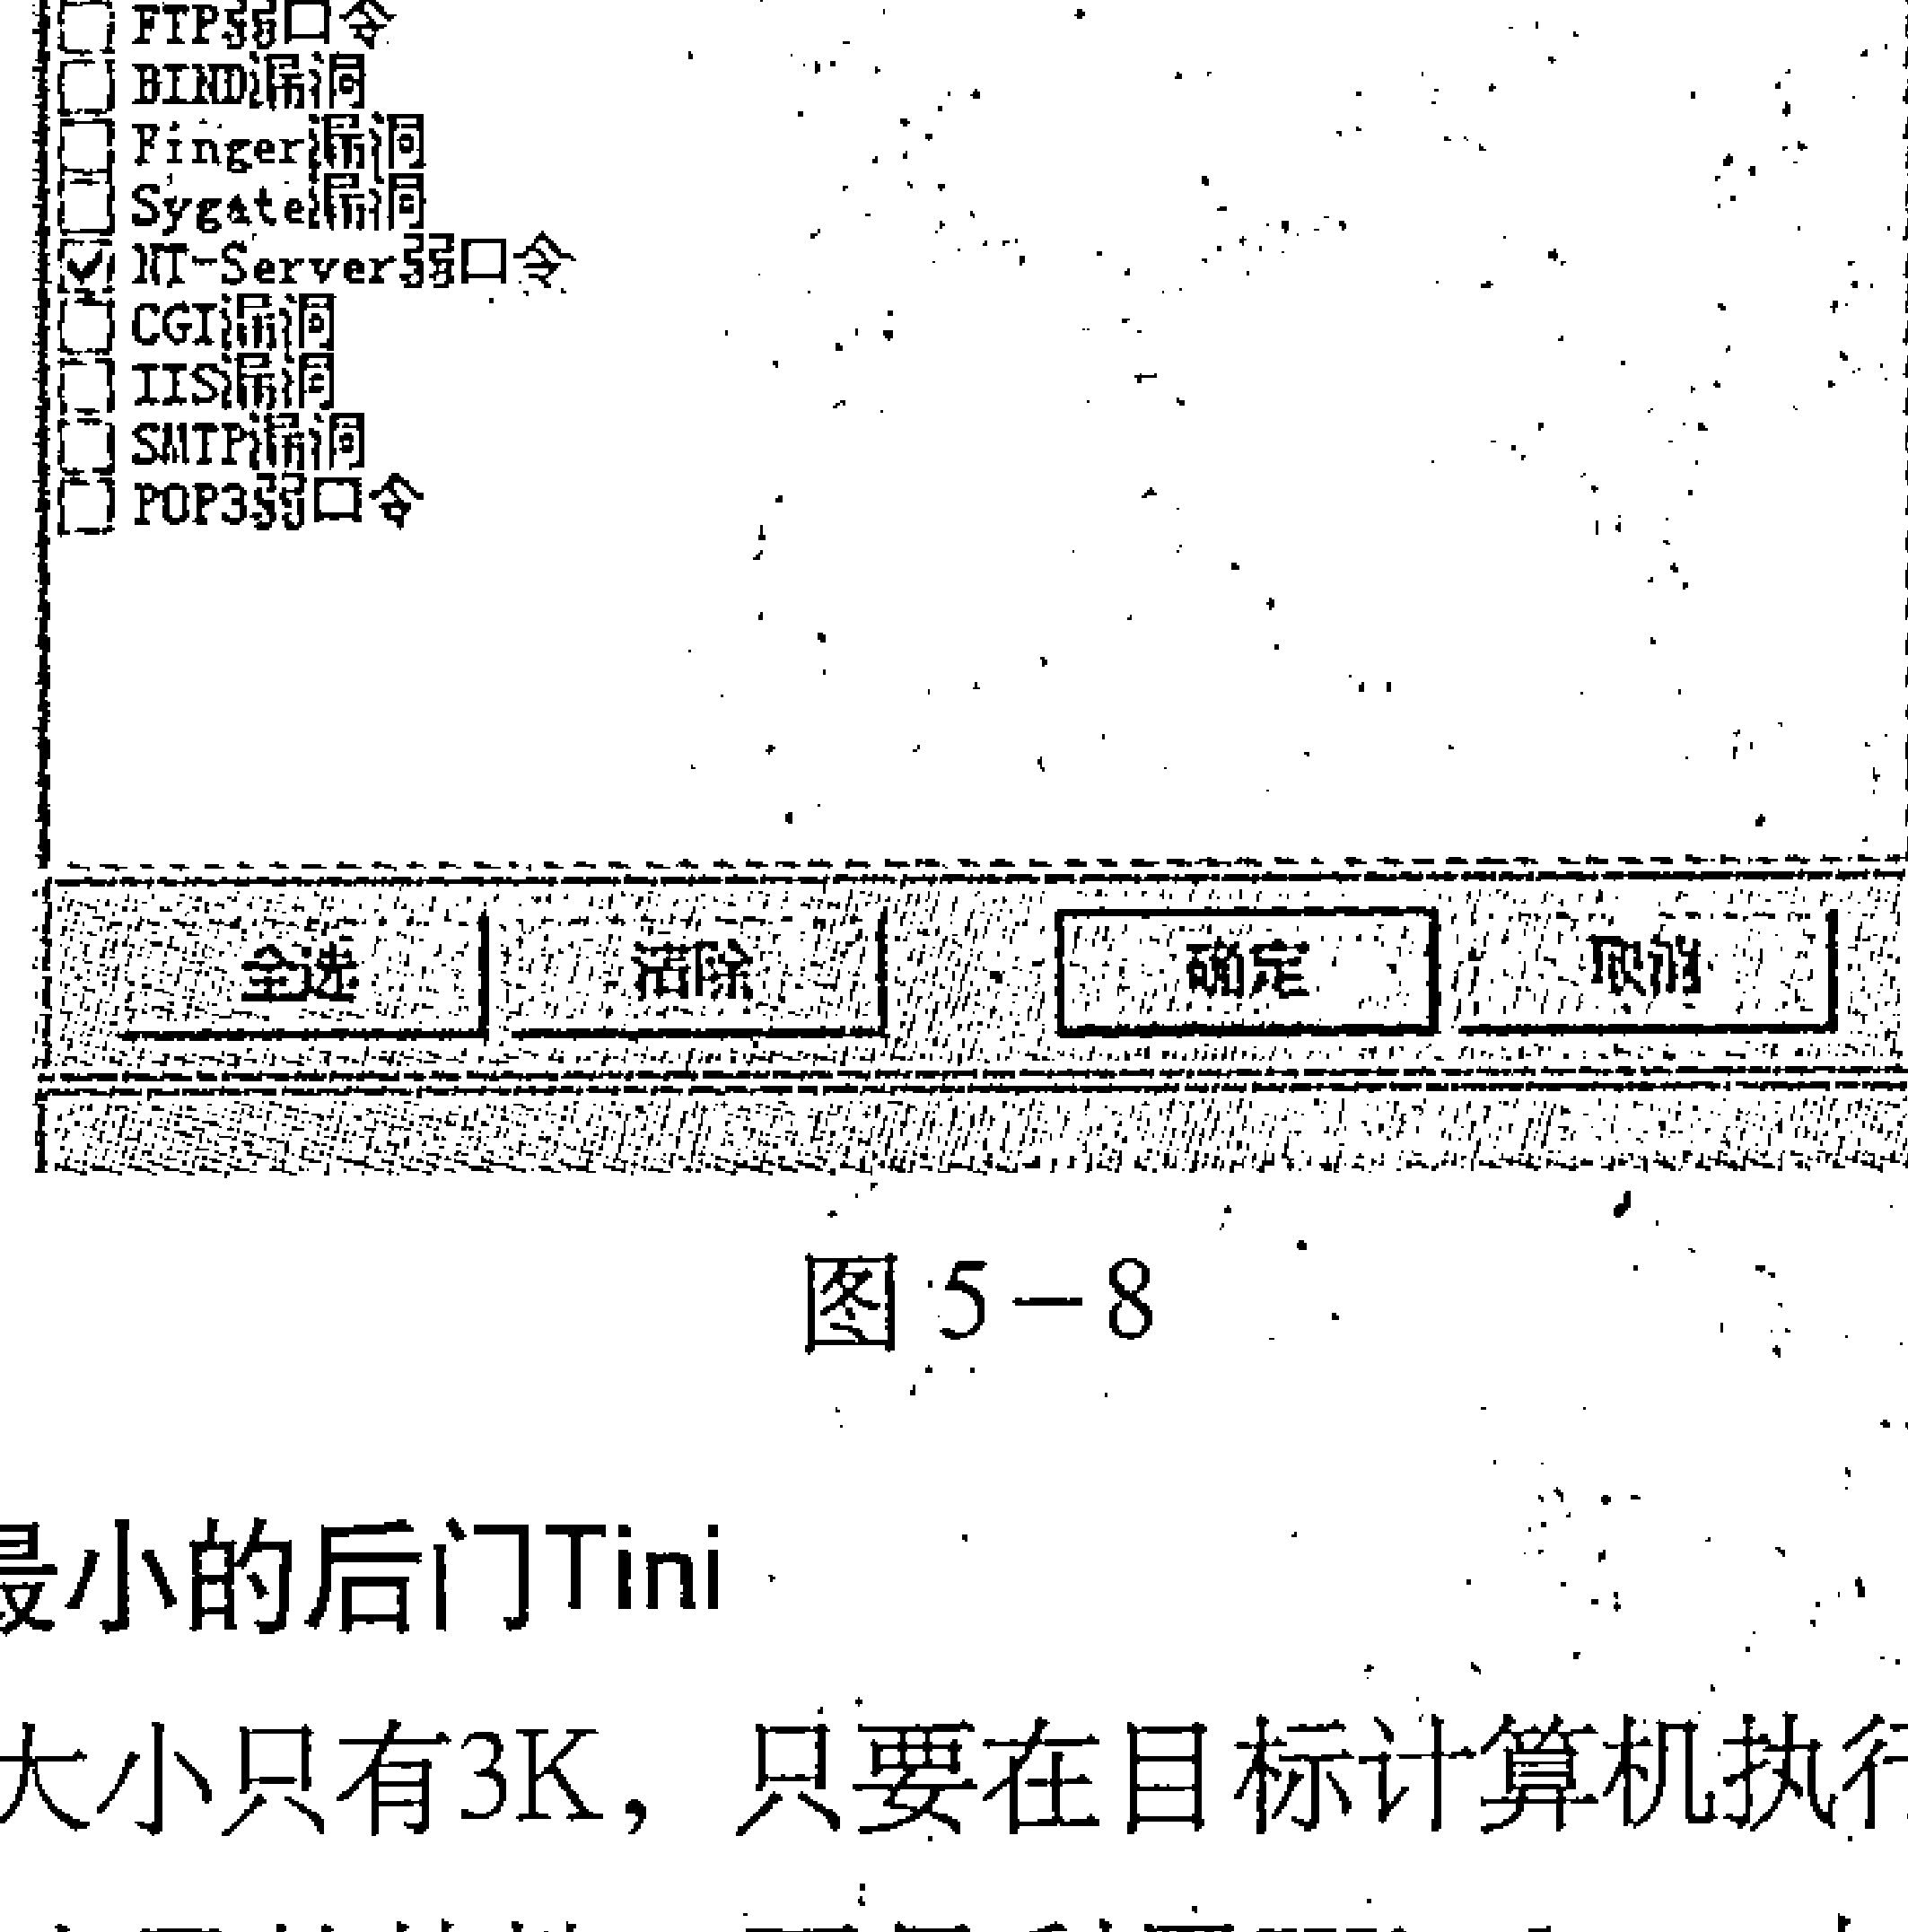 FTP弱口令
BIND漏洞
Finger漏洞
Sygate漏洞
NT-Server弱口令
CGI漏洞
IIS漏洞
SMTP漏洞
POP3弱口令
全选 清除 确定 取消
图 5-8
最小的后门Tini
大小只有3K，只要在目标计算机执行